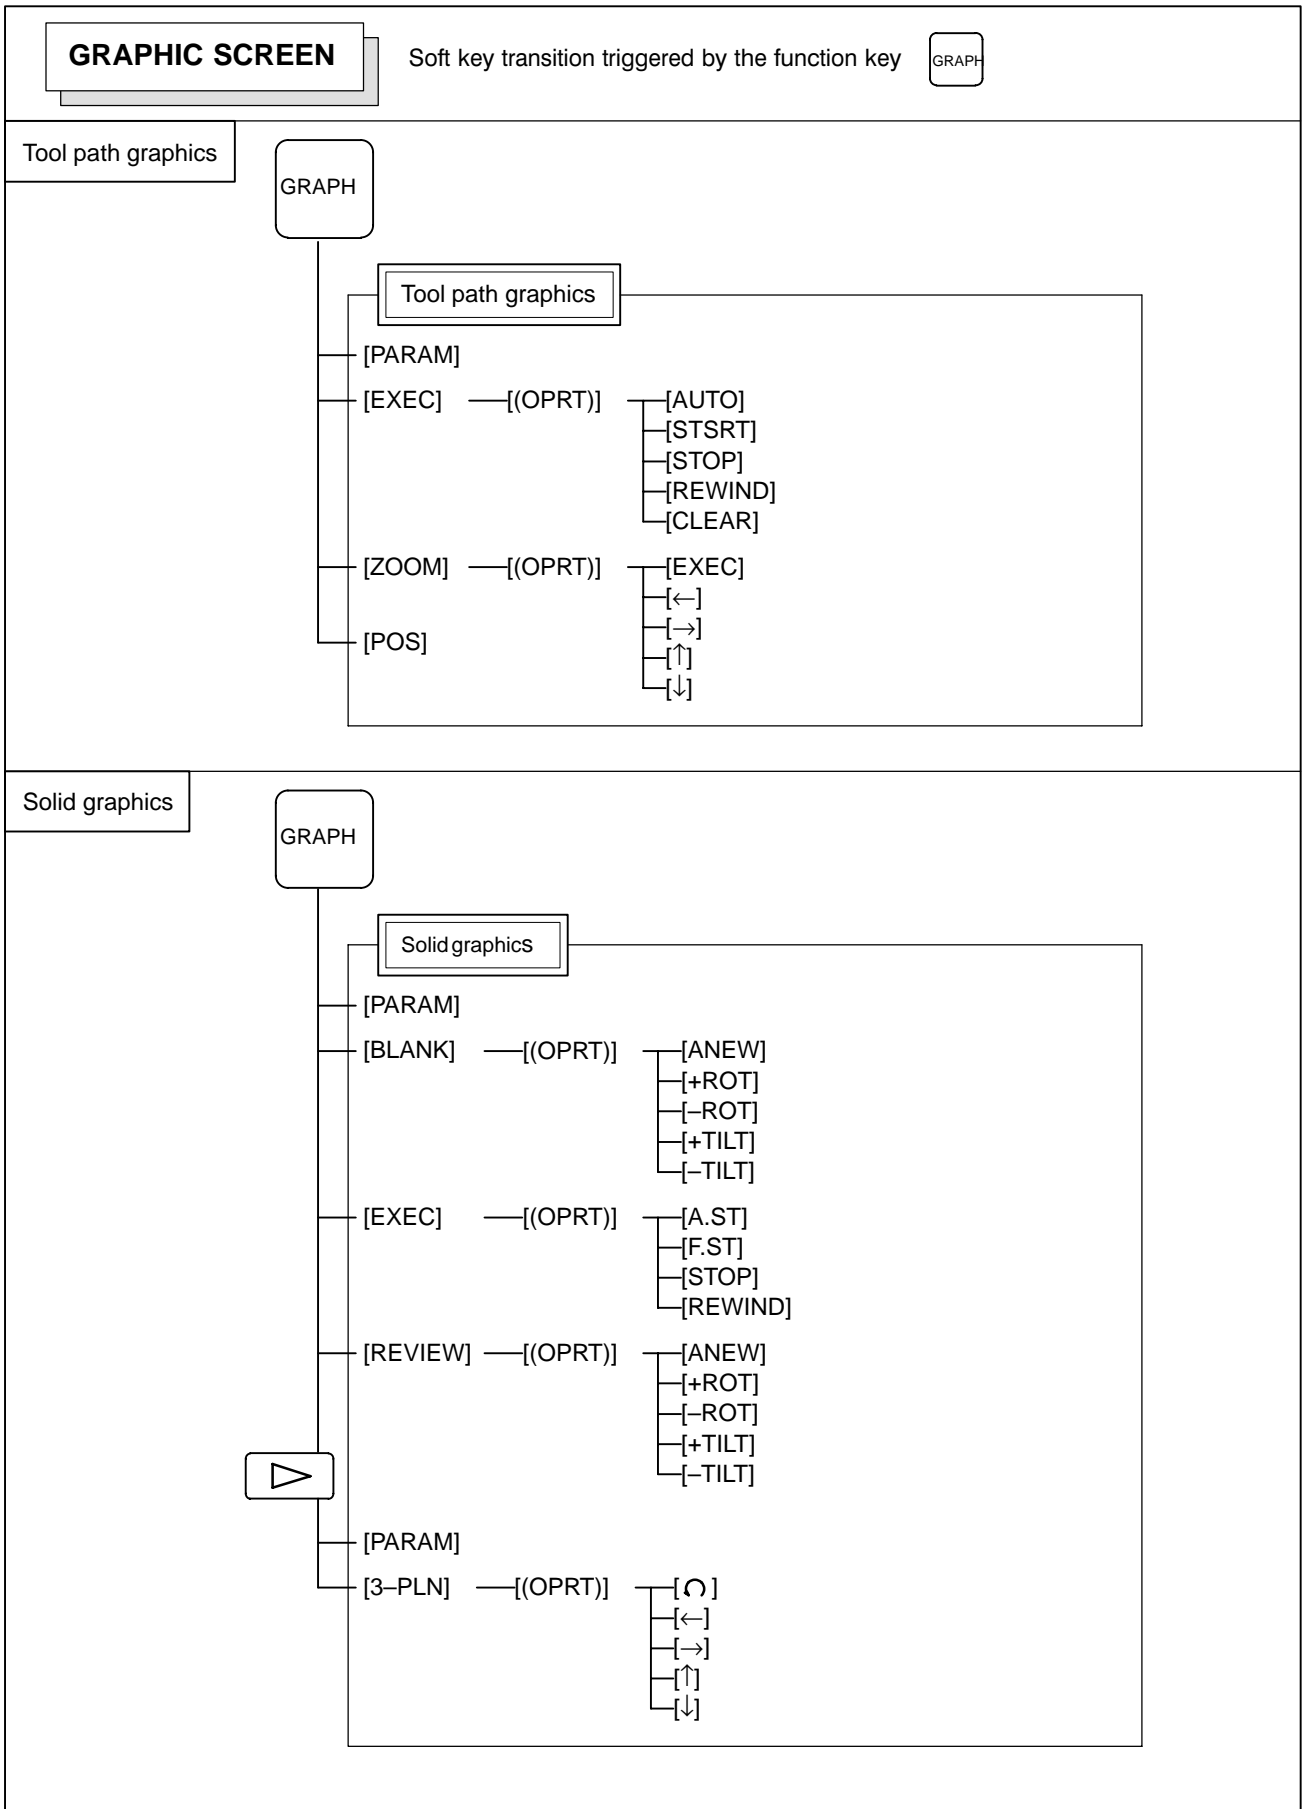 GRAPHIC SCREEN
Soft key transition triggered by the function key
GRAPH
Tool path graphics
GRAPH
Tool path graphics
[PARAM]
[EXEC] [(OPRT)] [AUTO]
[STSRT]
[STOP]
[REWIND]
[CLEAR]
[ZOOM] [(OPRT)] [EXEC]
[←]
[→]
[POS]
[↑]
[↓]
Solid graphics
GRAPH
Solid graphics
[PARAM]
[BLANK] [(OPRT)] [ANEW]
[+ROT]
[–ROT]
[+TILT]
[–TILT]
[EXEC] [(OPRT)] [A.ST]
[F.ST]
[STOP]
[REWIND]
[REVIEW] [(OPRT)] [ANEW]
[+ROT]
[–ROT]
[+TILT]
[–TILT]
[PARAM]
[3–PLN] [(OPRT)] [ ]
[←]
[→]
[↑]
[↓]